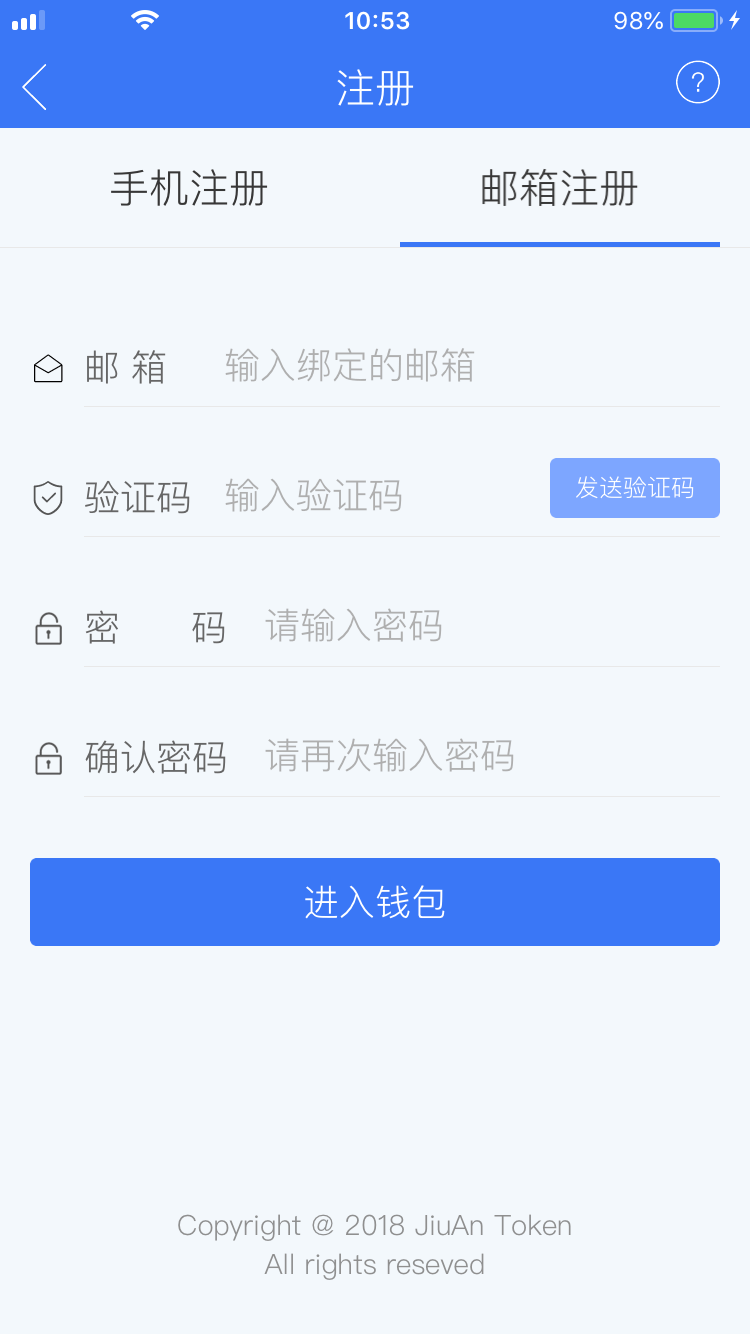 10:53 98%
注册 ?
手机注册 邮箱注册
邮 箱 输入绑定的邮箱
验证码 输入验证码 发送验证码
密 码 请输入密码
确认密码 请再次输入密码
进入钱包
Copyright @ 2018 JiuAn Token
All rights reseved